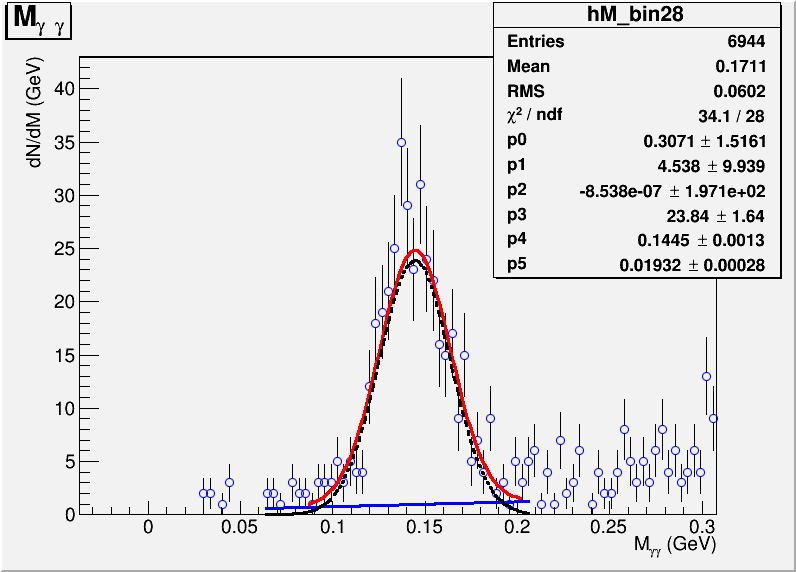 M_γ γ
hM_bin28
Entries 6944
Mean 0.1711
RMS 0.0602
χ² / ndf 34.1 / 28
p0 0.3071 ± 1.5161
p1 4.538 ± 9.939
p2 -8.538e-07 ± 1.971e+02
p3 23.84 ± 1.64
p4 0.1445 ± 0.0013
p5 0.01932 ± 0.00028
dN/dM (GeV)
40
35
30
25
20
15
10
5
0
0 0.05 0.1 0.15 0.2 0.25 0.3
M_γγ (GeV)